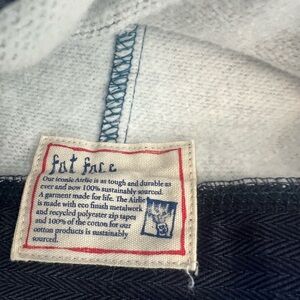 fat face
Our iconic Airlie is as tough and durable as
ever and now 100% sustainably sourced.
A garment made for life. The Airlie
is made with eco finish metalwork
and recycled polyester zip tapes
and 100% of the cotton for our
cotton products is sustainably
sourced.